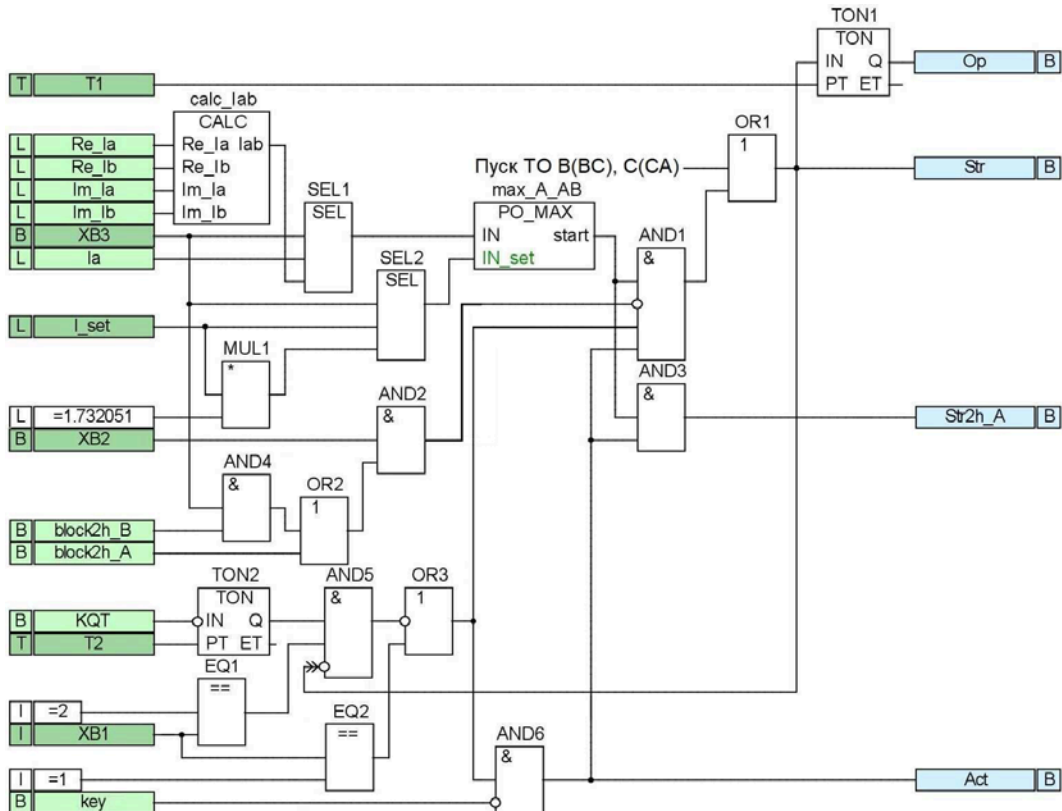 TON1
TON
IN Q
PT ET
Op B
T T1
calc_Iab
CALC
Re_Ia Iab
Re_Ib
Im_Ia
Im_Ib
L Re_Ia
L Re_Ib
L Im_Ia
L Im_Ib
B XB3
L Ia
OR1
1
Пуск ТО В(ВС), С(СА)
Str B
SEL1
SEL
max_A_AB
PO_MAX
IN start
IN_set
SEL2
SEL
AND1
&
L I_set
MUL1
*
AND2
&
AND3
&
L =1.732051
B XB2
Str2h_A B
AND4
&
OR2
1
B block2h_B
B block2h_A
TON2
TON
IN Q
PT ET
AND5
&
OR3
1
B KQT
T T2
EQ1
==
I =2
I XB1
EQ2
==
AND6
&
I =1
B key
Act B